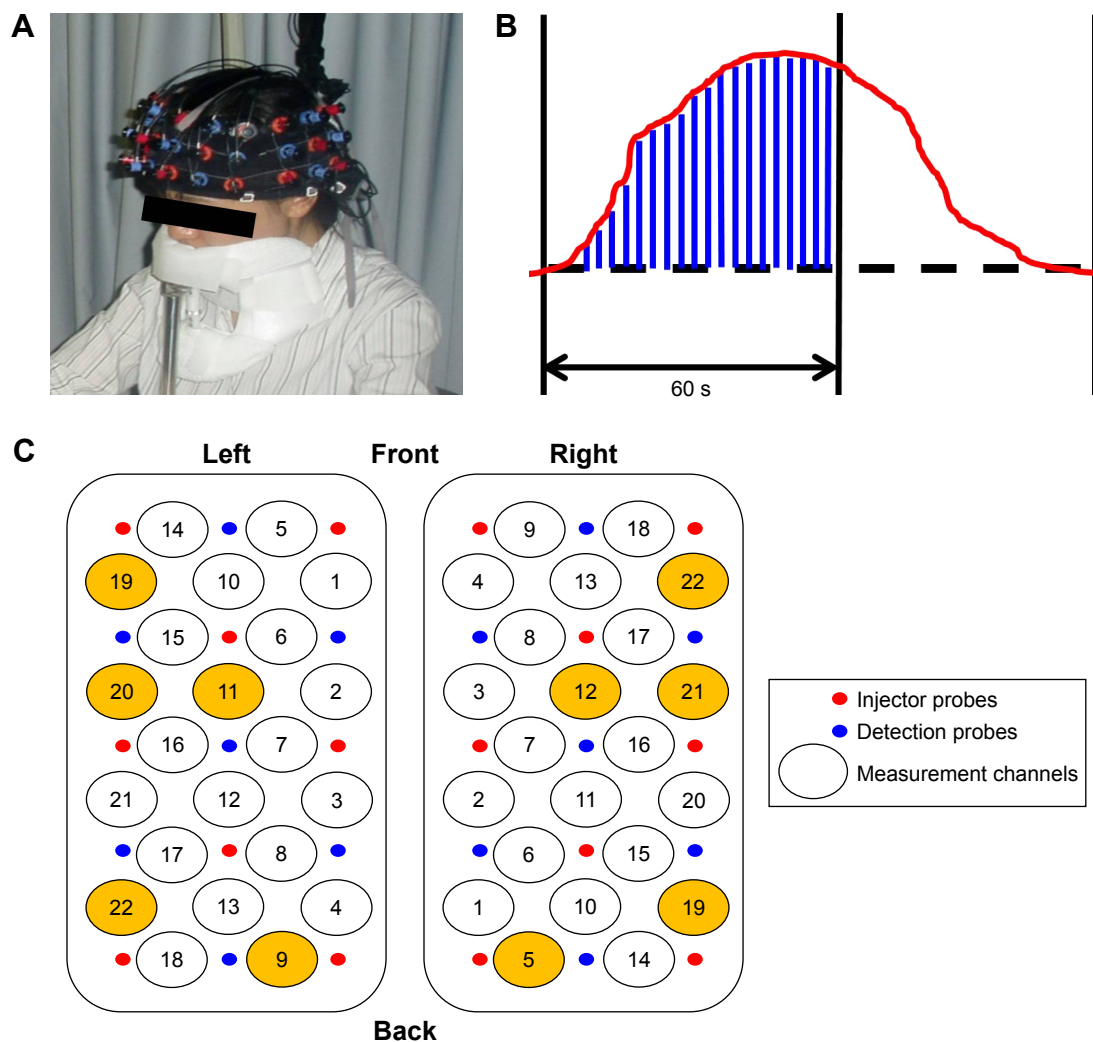 A
B
60 s
C
Left Front Right
14 5 9 18
19 10 1 4 13 22
15 6 8 17
20 11 2 3 12 21
16 7 7 16
21 12 3 2 11 20
17 8 6 15
22 13 4 1 10 19
18 9 5 14
Back
Injector probes
Detection probes
Measurement channels